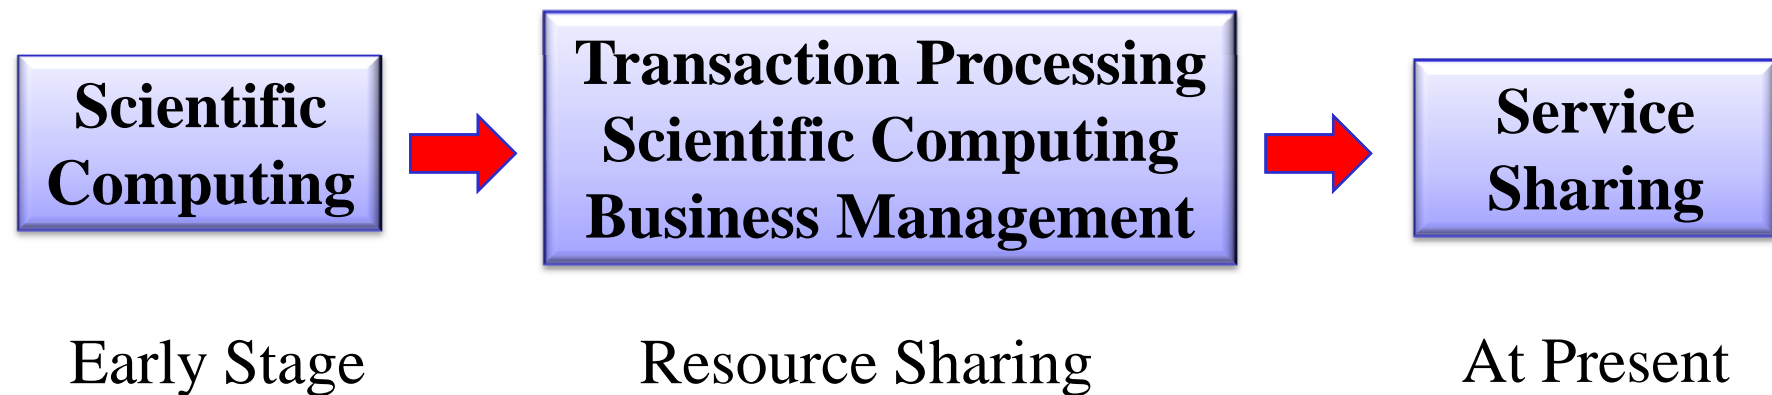 Scientific
Computing
Transaction Processing
Scientific Computing
Business Management
Service
Sharing
Early Stage
Resource Sharing
At Present